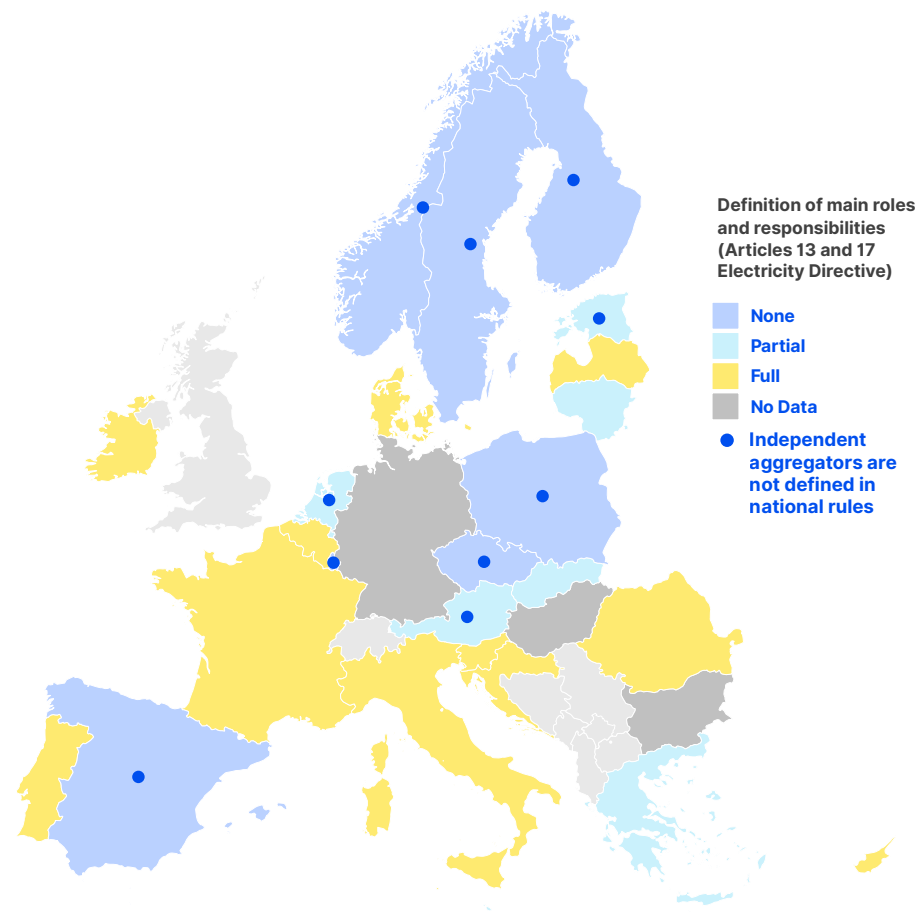 Definition of main roles
and responsibilities
(Articles 13 and 17
Electricity Directive)
None
Partial
Full
No Data
Independent
aggregators are
not defined in
national rules